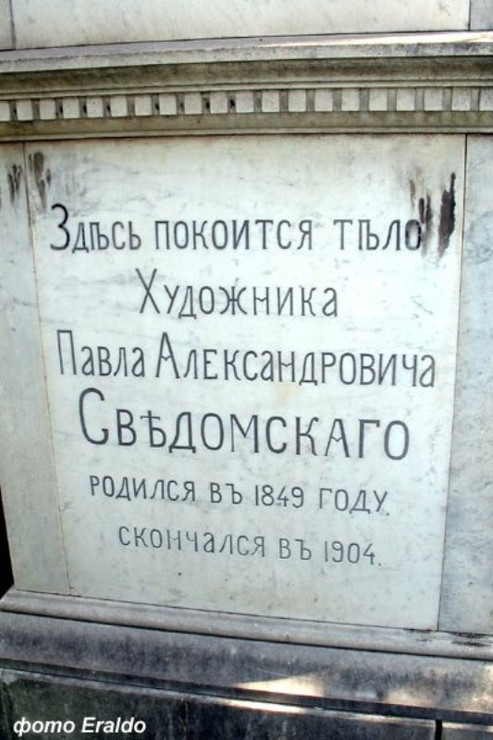 Здѣсь покоится тѣло
Художника
Павла Александровича
Свѣдомскаго
родился въ 1849 году.
скончался въ 1904.
фото Eraldo